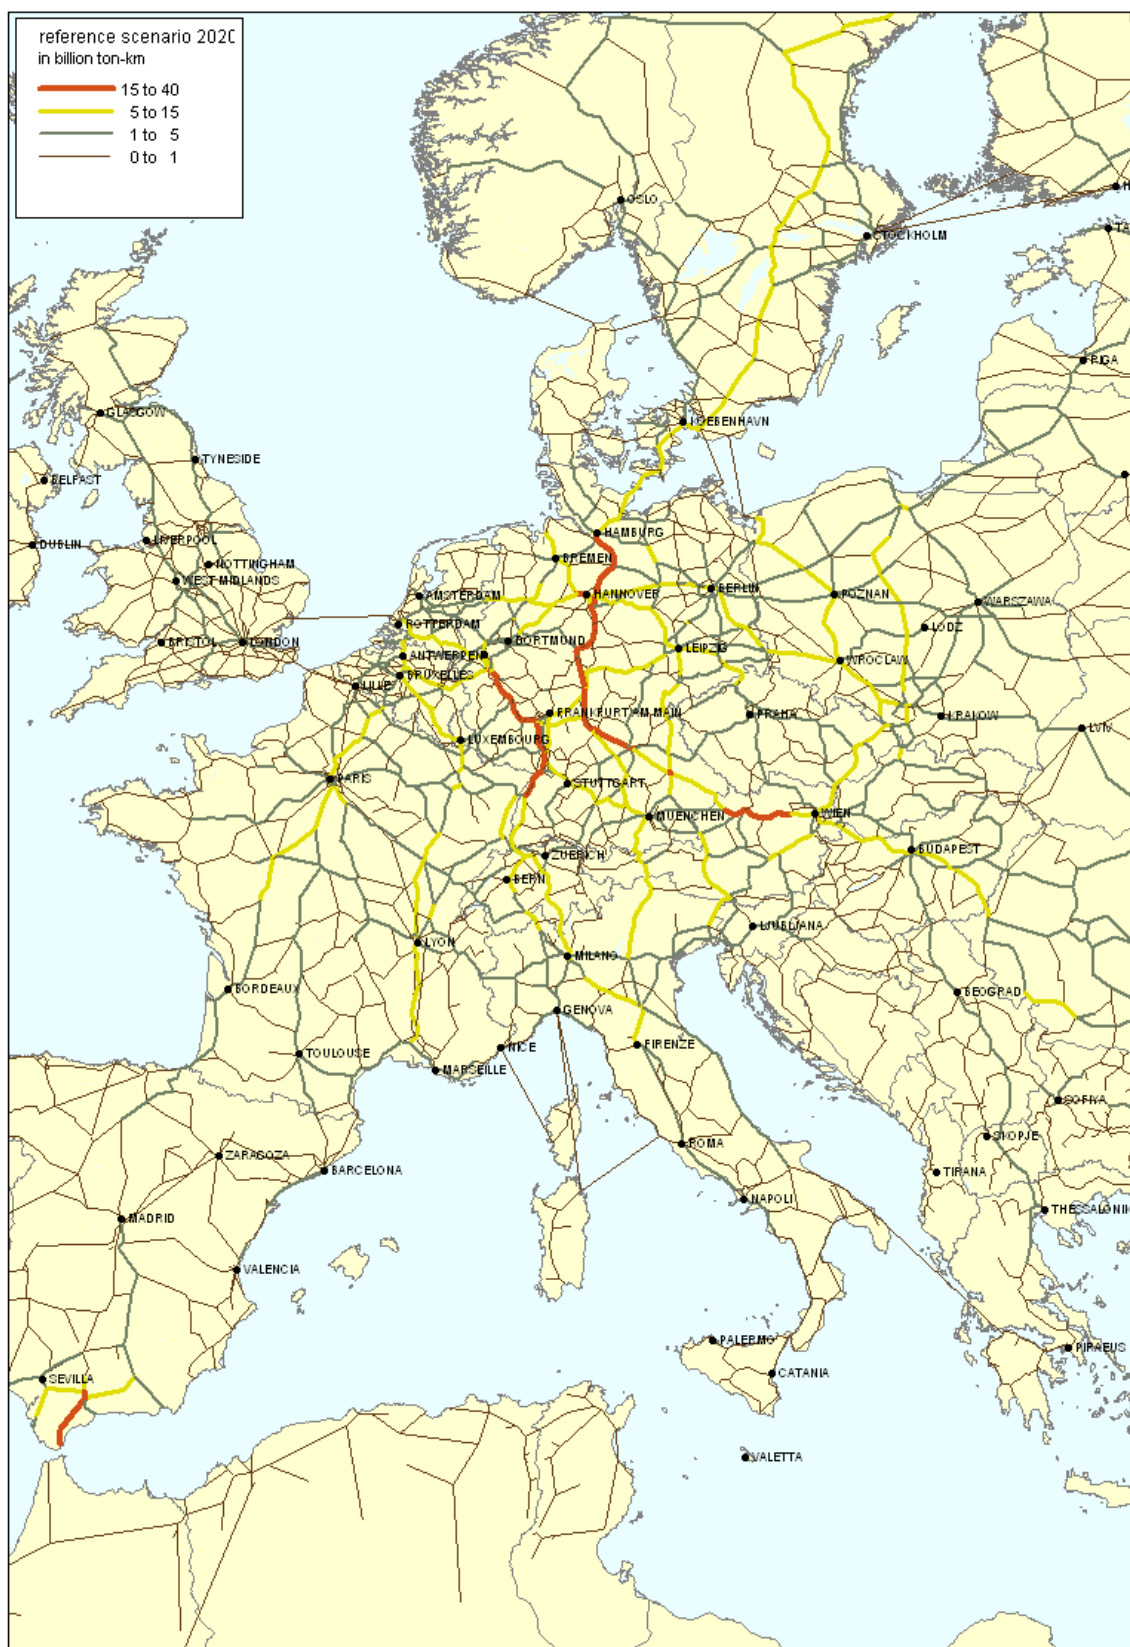 reference scenario 2020
in billion ton-km
15 to 40
5 to 15
1 to 5
0 to 1
OSLO
STOCKHOLM
H
TA
RIGA
GLASGOW
KOEBENHAVN
TYNESIDE
BELFAST
HAMBURG
LIVERPOOL
DUBLIN
BREMEN
NOTTINGHAM
WEST MIDLANDS
BERLIN
AMSTERDAM
HANNOVER
POZNAN
WARSZAWA
ROTTERDAM
LODZ
BRISTOL
LONDON
DORTMUND
LEIPZIG
ANTWERPEN
WROCLAW
BRUXELLES
LILLE
FRANKFURT AM MAIN
PRAHA
KRAKOW
LVIV
LUXEMBOURG
PARIS
STUTTGART
MUENCHEN
WIEN
BUDAPEST
ZUERICH
BERN
LJUBLJANA
LYON
MILANO
BORDEAUX
BEOGRAD
GENOVA
FIRENZE
NICE
TOULOUSE
MARSEILLE
SOFIYA
SKOPJE
ROMA
ZARAGOZA
BARCELONA
TIRANA
NAPOLI
THESSALONIK
MADRID
VALENCIA
PALERMO
PIRAEUS
CATANIA
SEVILLA
VALETTA